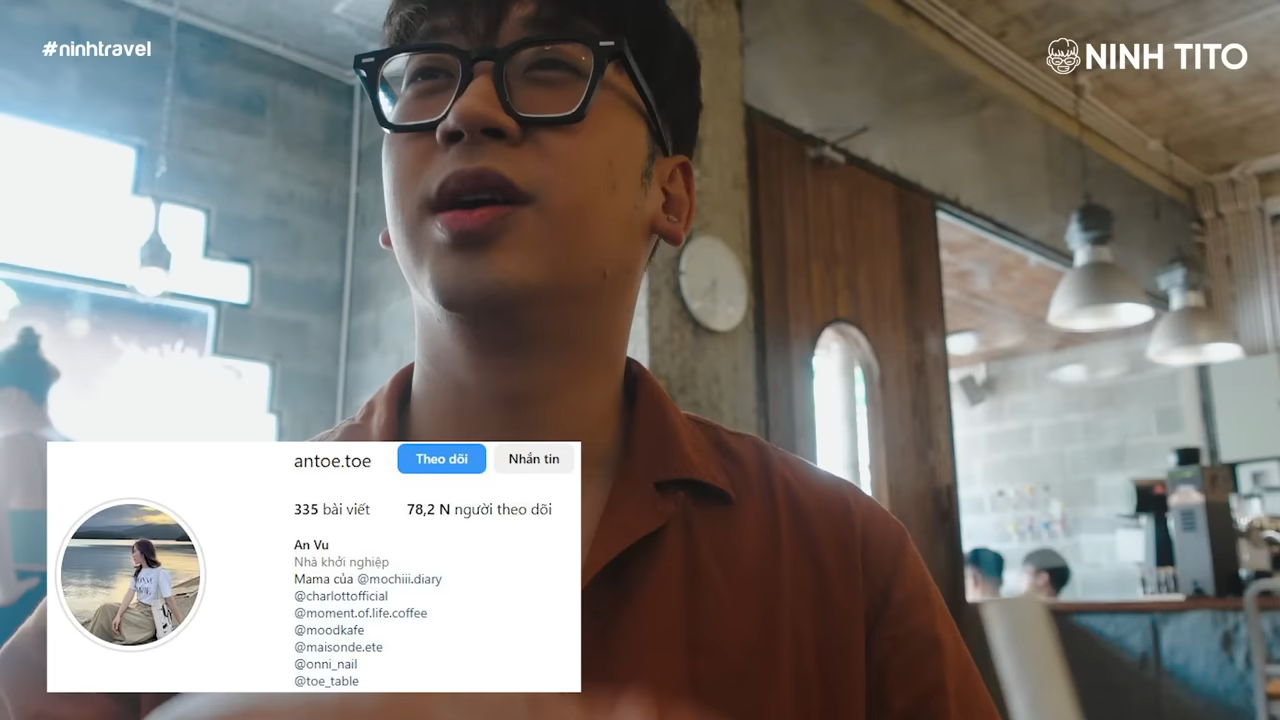 #ninhtravel
NINH TITO
antoe.toe
Theo dõi
Nhắn tin
335 bài viết
78,2 N người theo dõi
An Vu
Nhà khởi nghiệp
Mama của @mochiii.diary
@charlottofficial
@moment.of.life.coffee
@moodkafe
@maisonde.ete
@onni_nail
@toe_table